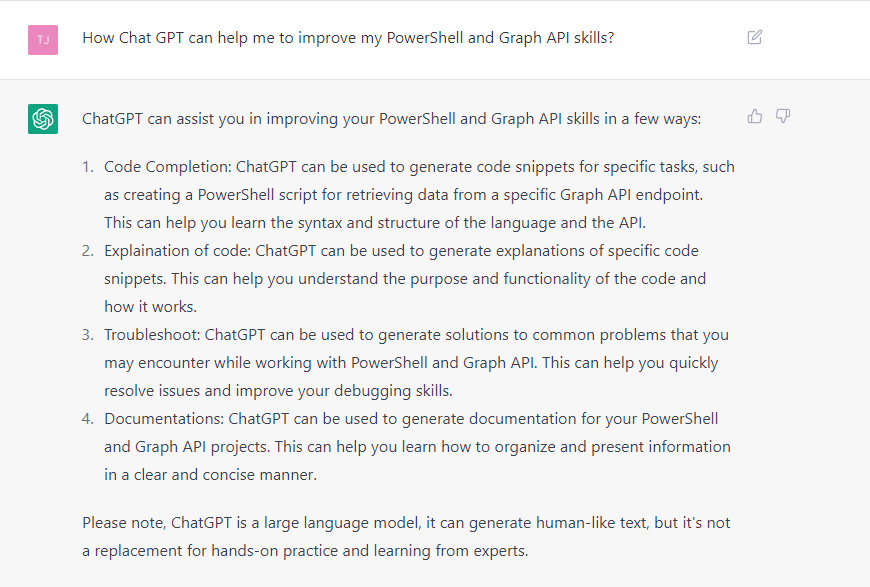 TJ
How Chat GPT can help me to improve my PowerShell and Graph API skills?
ChatGPT can assist you in improving your PowerShell and Graph API skills in a few ways:
1. Code Completion: ChatGPT can be used to generate code snippets for specific tasks, such
as creating a PowerShell script for retrieving data from a specific Graph API endpoint.
This can help you learn the syntax and structure of the language and the API.
2. Explaination of code: ChatGPT can be used to generate explanations of specific code
snippets. This can help you understand the purpose and functionality of the code and
how it works.
3. Troubleshoot: ChatGPT can be used to generate solutions to common problems that you
may encounter while working with PowerShell and Graph API. This can help you quickly
resolve issues and improve your debugging skills.
4. Documentations: ChatGPT can be used to generate documentation for your PowerShell
and Graph API projects. This can help you learn how to organize and present information
in a clear and concise manner.
Please note, ChatGPT is a large language model, it can generate human-like text, but it's not
a replacement for hands-on practice and learning from experts.